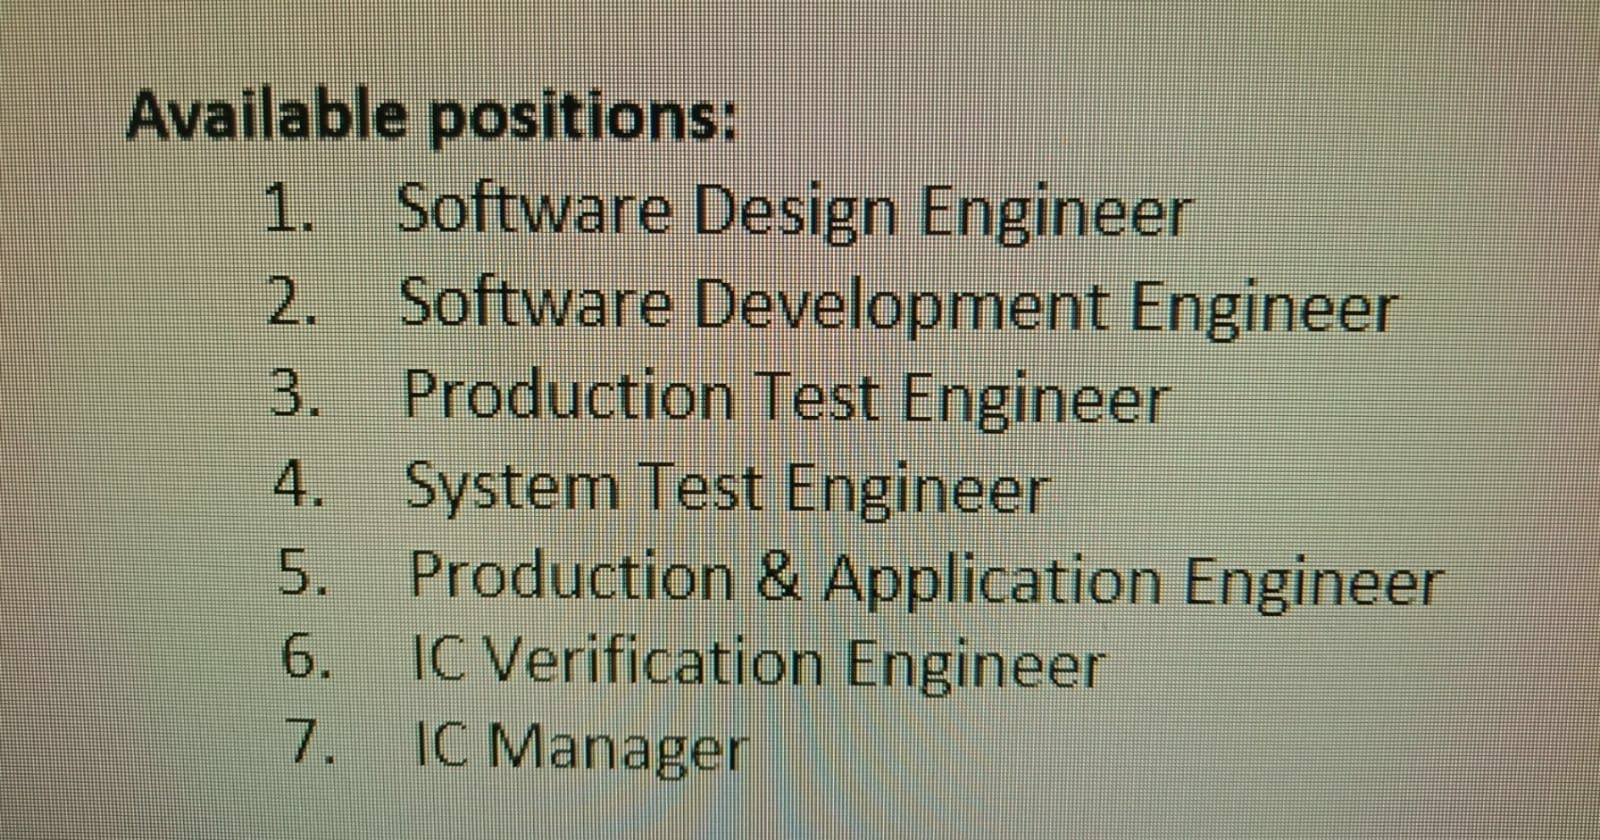 Available positions:
1. Software Design Engineer
2. Software Development Engineer
3. Production Test Engineer
4. System Test Engineer
5. Production & Application Engineer
6. IC Verification Engineer
7. IC Manager